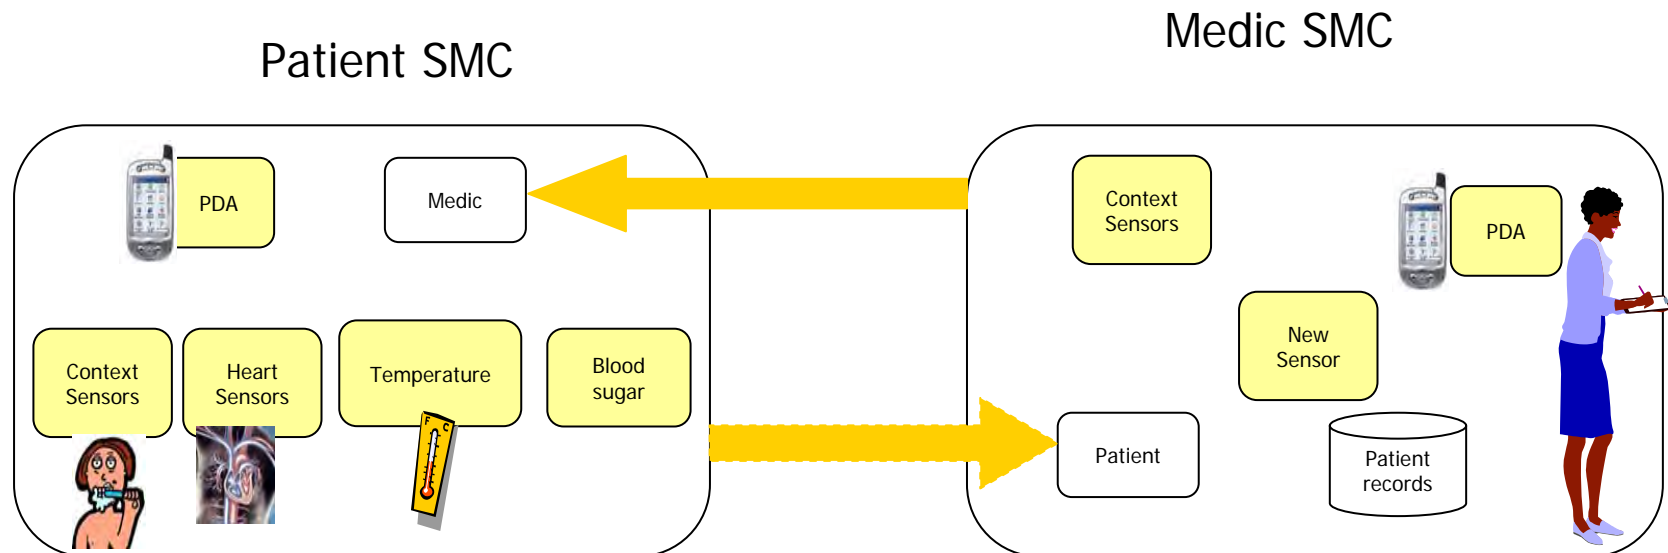 Patient SMC
Medic SMC
PDA
Medic
Context
Sensors
Heart
Sensors
Temperature
Blood
sugar
F C
Context
Sensors
PDA
New
Sensor
Patient
Patient
records